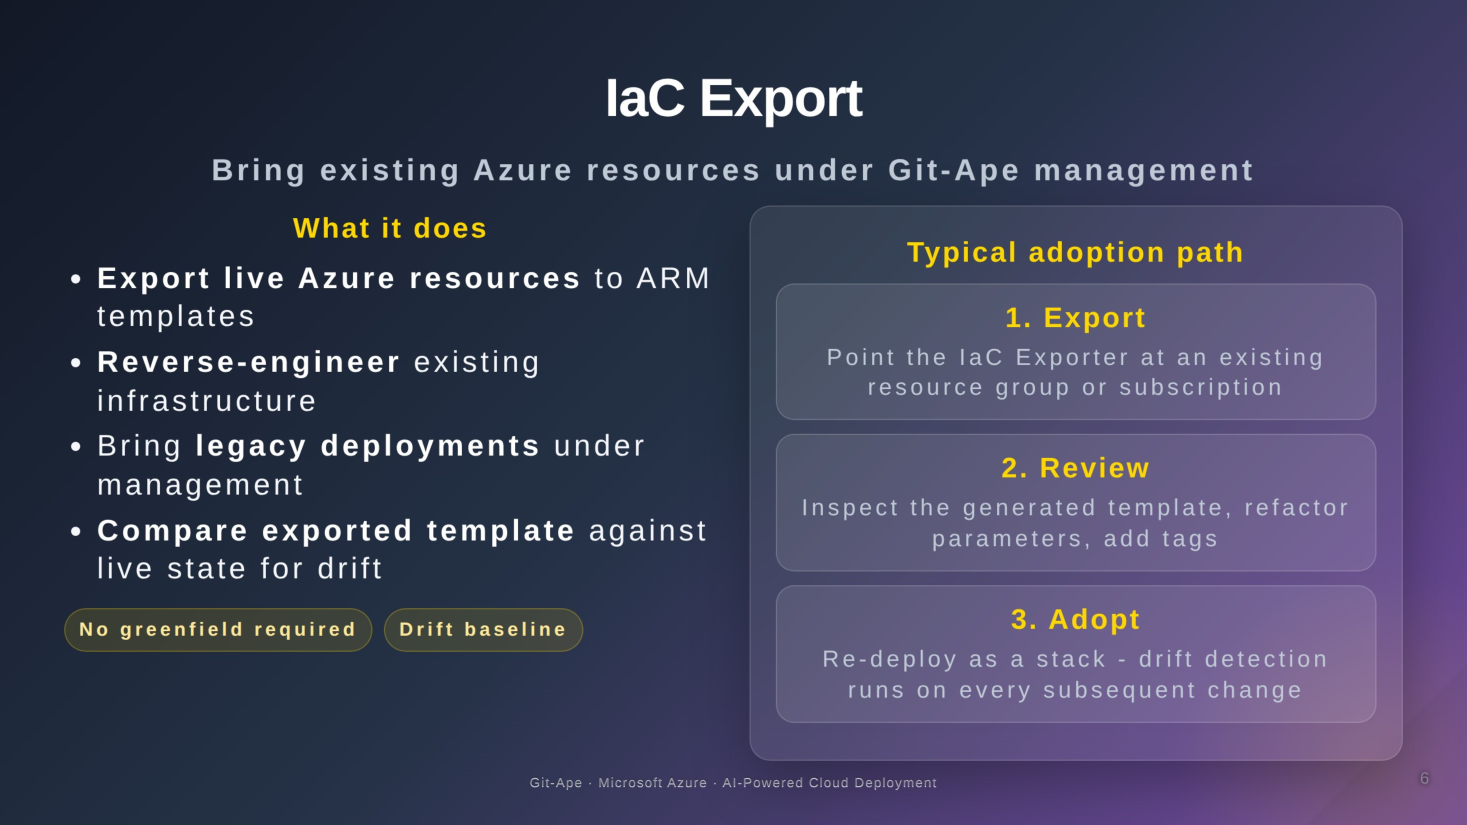 IaC Export
Bring existing Azure resources under Git-Ape management
What it does
• Export live Azure resources to ARM
templates
• Reverse-engineer existing
infrastructure
• Bring legacy deployments under
management
• Compare exported template against
live state for drift
No greenfield required
Drift baseline
Typical adoption path
1. Export
Point the IaC Exporter at an existing
resource group or subscription
2. Review
Inspect the generated template, refactor
parameters, add tags
3. Adopt
Re-deploy as a stack - drift detection
runs on every subsequent change
Git-Ape · Microsoft Azure · AI-Powered Cloud Deployment
6